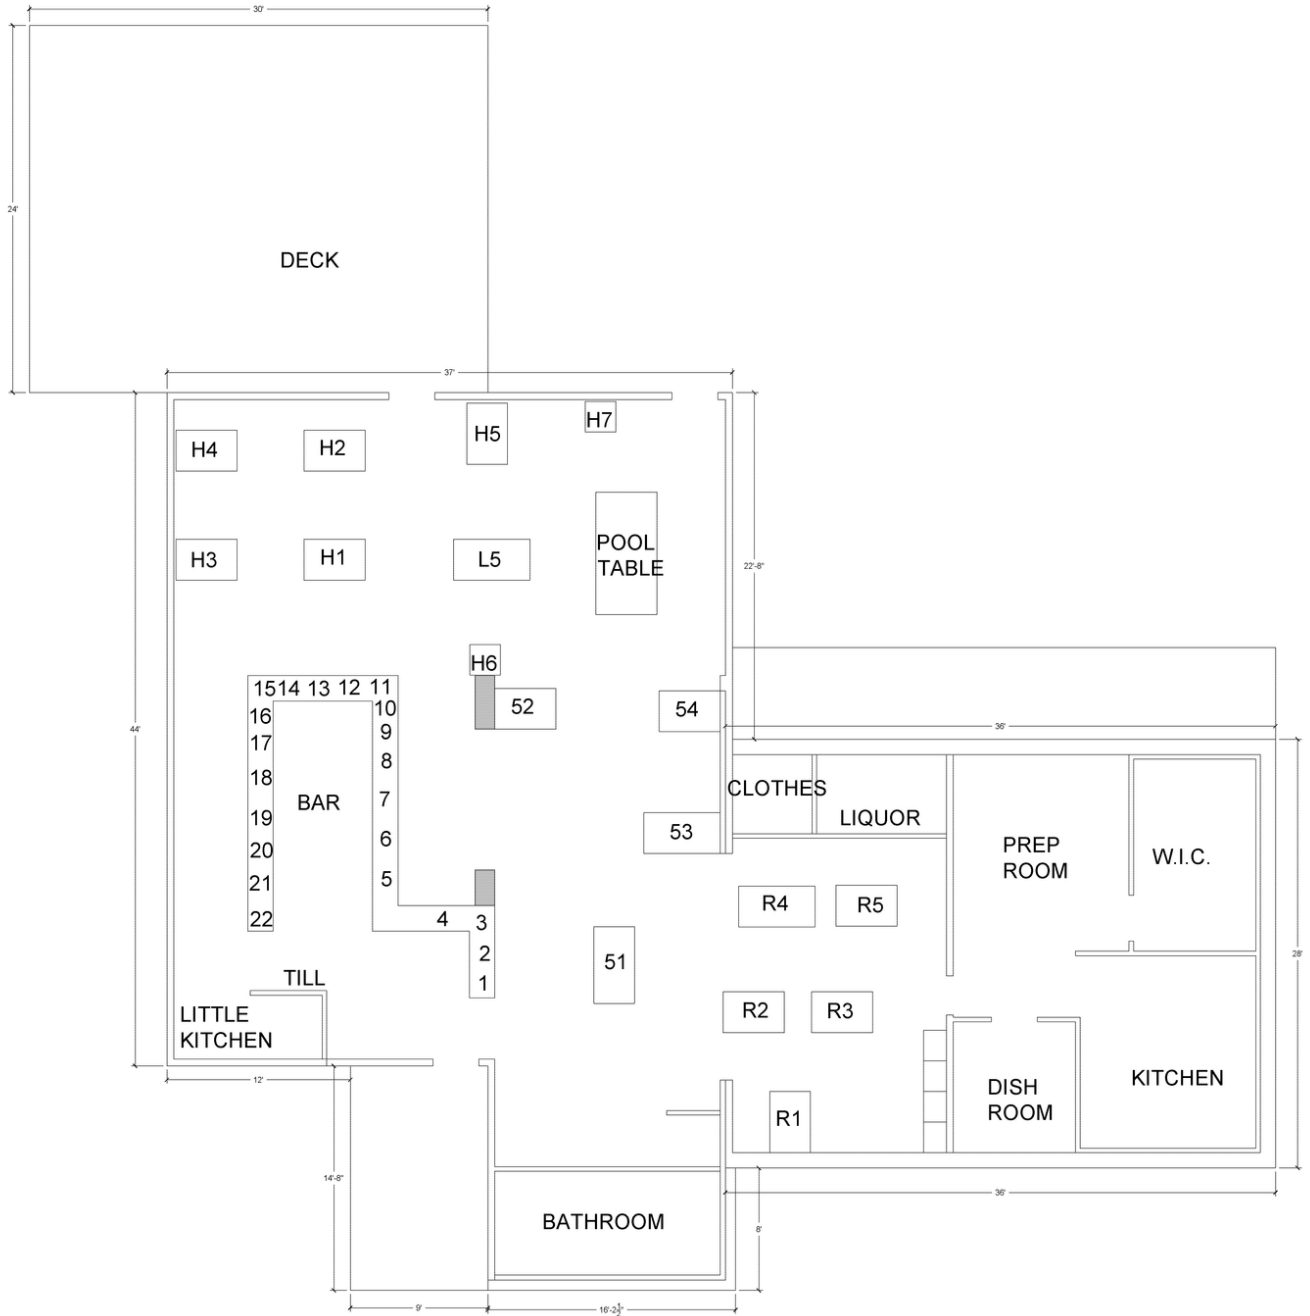 30'
24'
DECK
37'
H4
H2
H5
H7
H3
H1
L5
POOL
TABLE
22'-8"
H6
15 14 13 12 11
52
54
10
16
9
17
8
36'
44'
18
BAR
7
CLOTHES
19
LIQUOR
6
53
20
PREP
ROOM
W.I.C.
21
5
R4
R5
22
4
3
2
51
28'
1
TILL
LITTLE
KITCHEN
R2
R3
12'
DISH
ROOM
KITCHEN
R1
14'-8"
36'
BATHROOM
8'
9'
16'-2½"